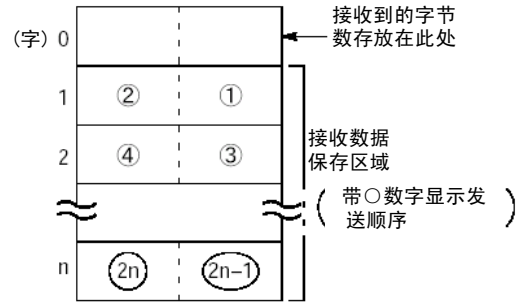 接收到的字节
数存放在此处
(字) 0
1 ② ①
2 ④ ③
接收数据
保存区域
(带○数字显示发
送顺序)
n 2n 2n-1